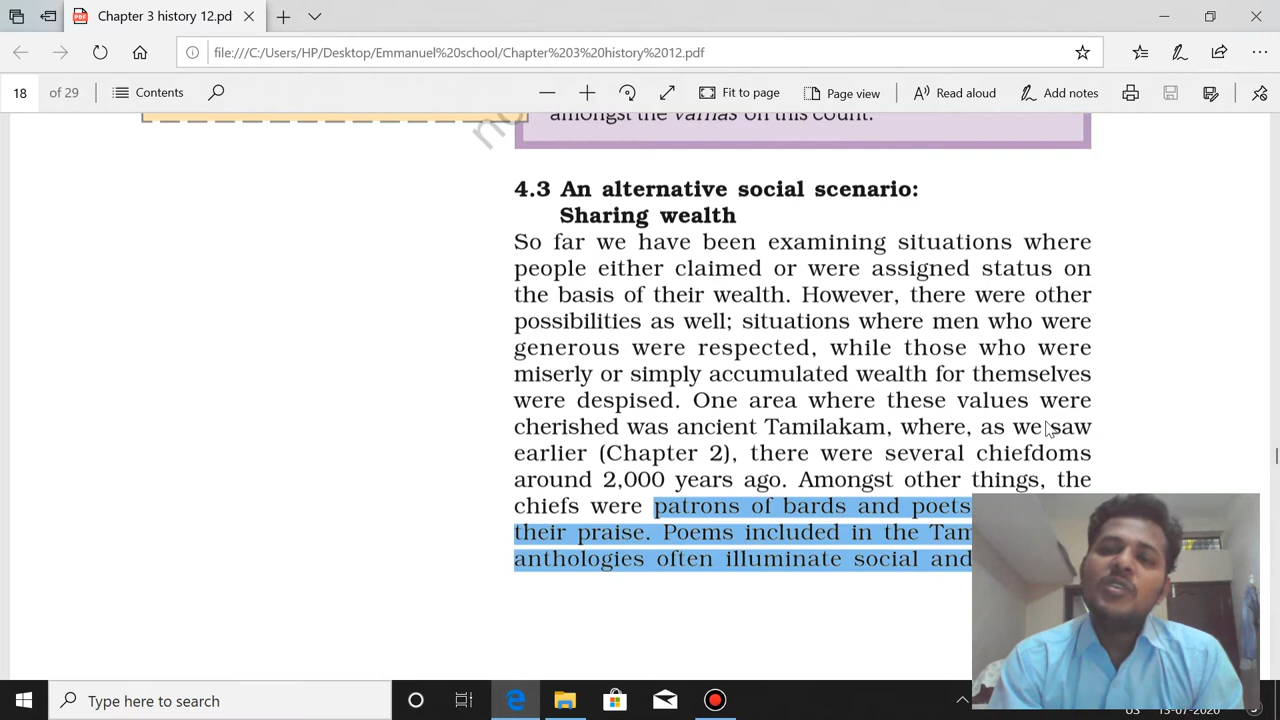 Chapter 3 history 12.pd
file:///C:/Users/HP/Desktop/Emmanuel%20school/Chapter%203%20history%2012.pdf
18 of 29 Contents Fit to page Page view Read aloud Add notes
amongst the varnas on this count.
4.3 An alternative social scenario:
Sharing wealth
So far we have been examining situations where
people either claimed or were assigned status on
the basis of their wealth. However, there were other
possibilities as well; situations where men who were
generous were respected, while those who were
miserly or simply accumulated wealth for themselves
were despised. One area where these values were
cherished was ancient Tamilakam, where, as we saw
earlier (Chapter 2), there were several chiefdoms
around 2,000 years ago. Amongst other things, the
chiefs were patrons of bards and poets
their praise. Poems included in the Tam
anthologies often illuminate social and
Type here to search
13-07-2020